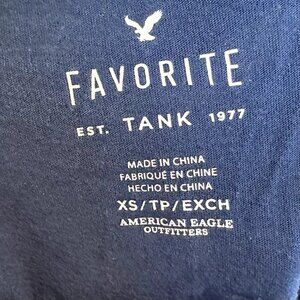 FAVORITE
EST. TANK 1977
MADE IN CHINA
FABRIQUÉ EN CHINE
HECHO EN CHINA
XS/TP/EXCH
AMERICAN EAGLE
OUTFITTERS